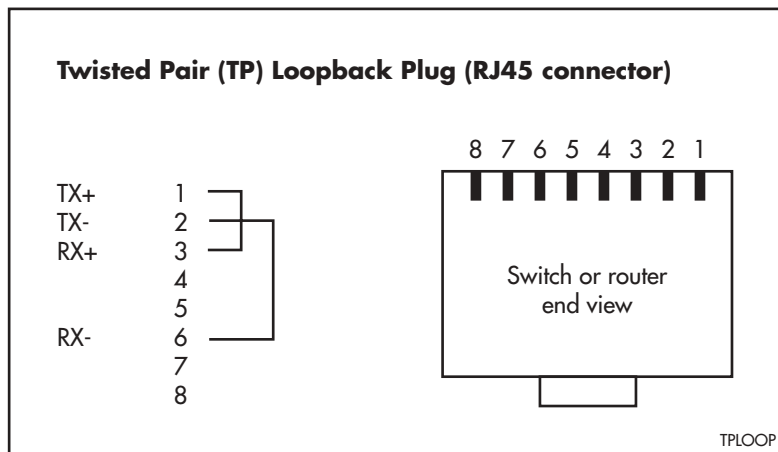 Twisted Pair (TP) Loopback Plug (RJ45 connector)
TX+ 1
TX- 2
RX+ 3
4
5
RX- 6
7
8
8 7 6 5 4 3 2 1
Switch or router
end view
TPLOOP